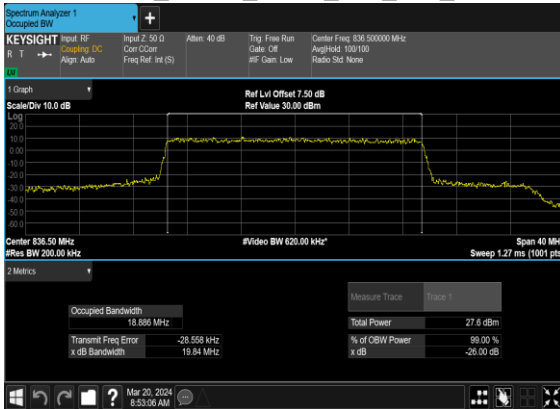 Spectrum Analyzer 1
Occupied BW
KEYSIGHT
R T
Input: RF
Coupling: DC
Align: Auto
Input Z: 50 Ω
Corr CCorr
Freq Ref: Int (S)
Atten: 40 dB
Trig: Free Run
Gate: Off
#IF Gain: Low
Center Freq: 836.500000 MHz
Avg|Hold: 100/100
Radio Std: None
1 Graph
Scale/Div 10.0 dB
Ref Lvl Offset 7.50 dB
Ref Value 30.00 dBm
Log
20.0
10.0
0.00
-10.0
-20.0
-30.0
-40.0
-50.0
-60.0
Center 836.50 MHz
#Res BW 200.00 kHz
#Video BW 620.00 kHz*
Span 40 MH
Sweep 1.27 ms (1001 pts
2 Metrics
Measure Trace
Trace 1
Occupied Bandwidth
18.886 MHz
Total Power
27.6 dBm
Transmit Freq Error
-28.558 kHz
% of OBW Power
99.00 %
x dB Bandwidth
19.84 MHz
x dB
-26.00 dB
Mar 20, 2024
8:53:06 AM